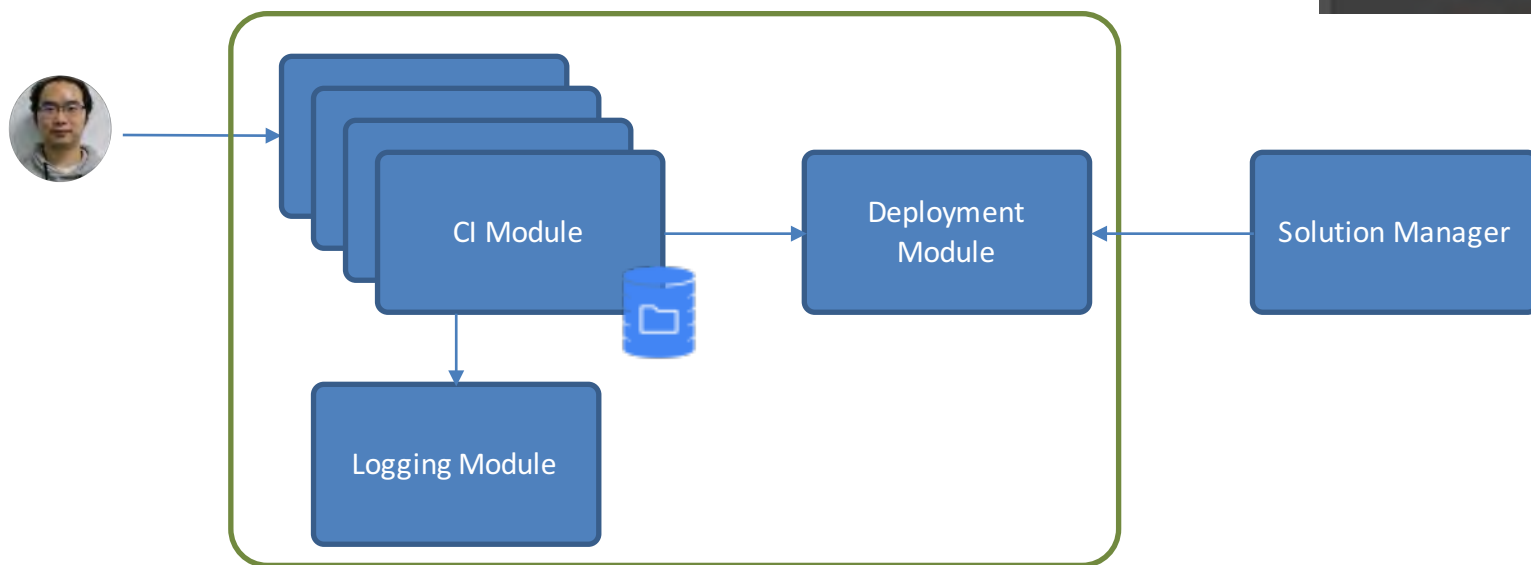 CI Module
Deployment
Module
Solution Manager
Logging Module